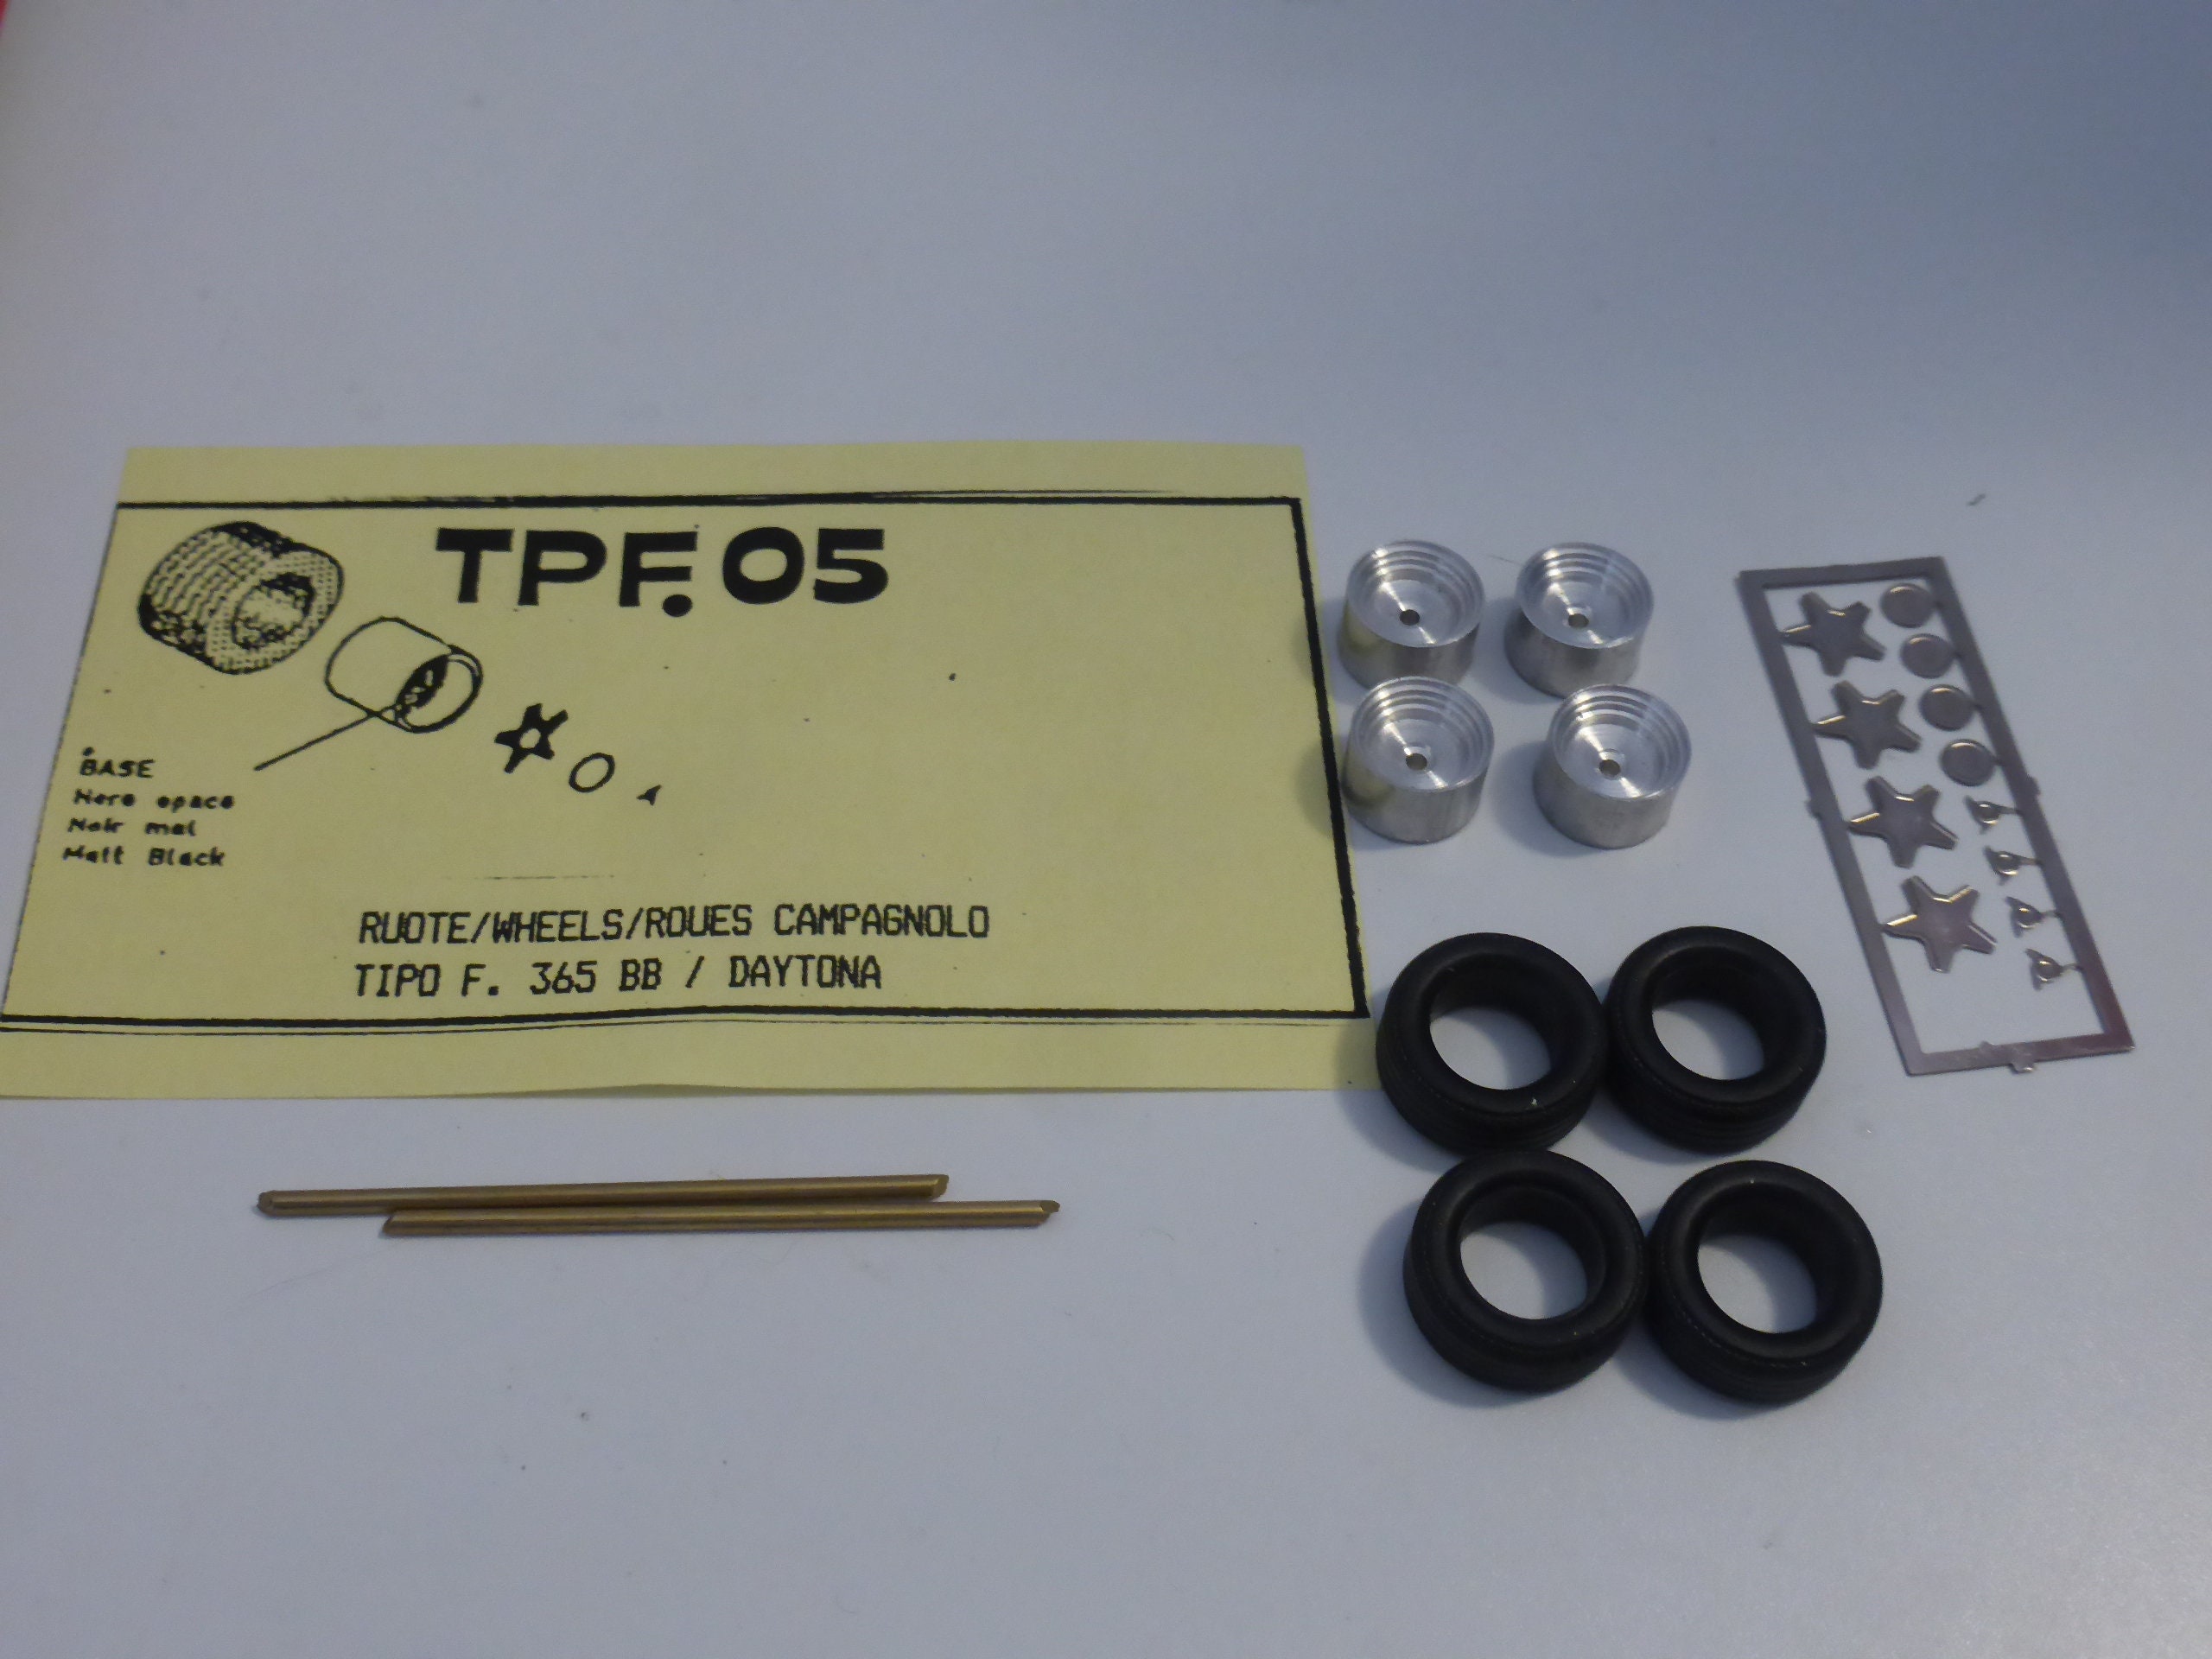 TPF.05
BASE
Nero opaco
Noir mat
Matt Black
RUOTE/WHEELS/ROUES CAMPAGNOLO
TIPO F. 365 BB / DAYTONA